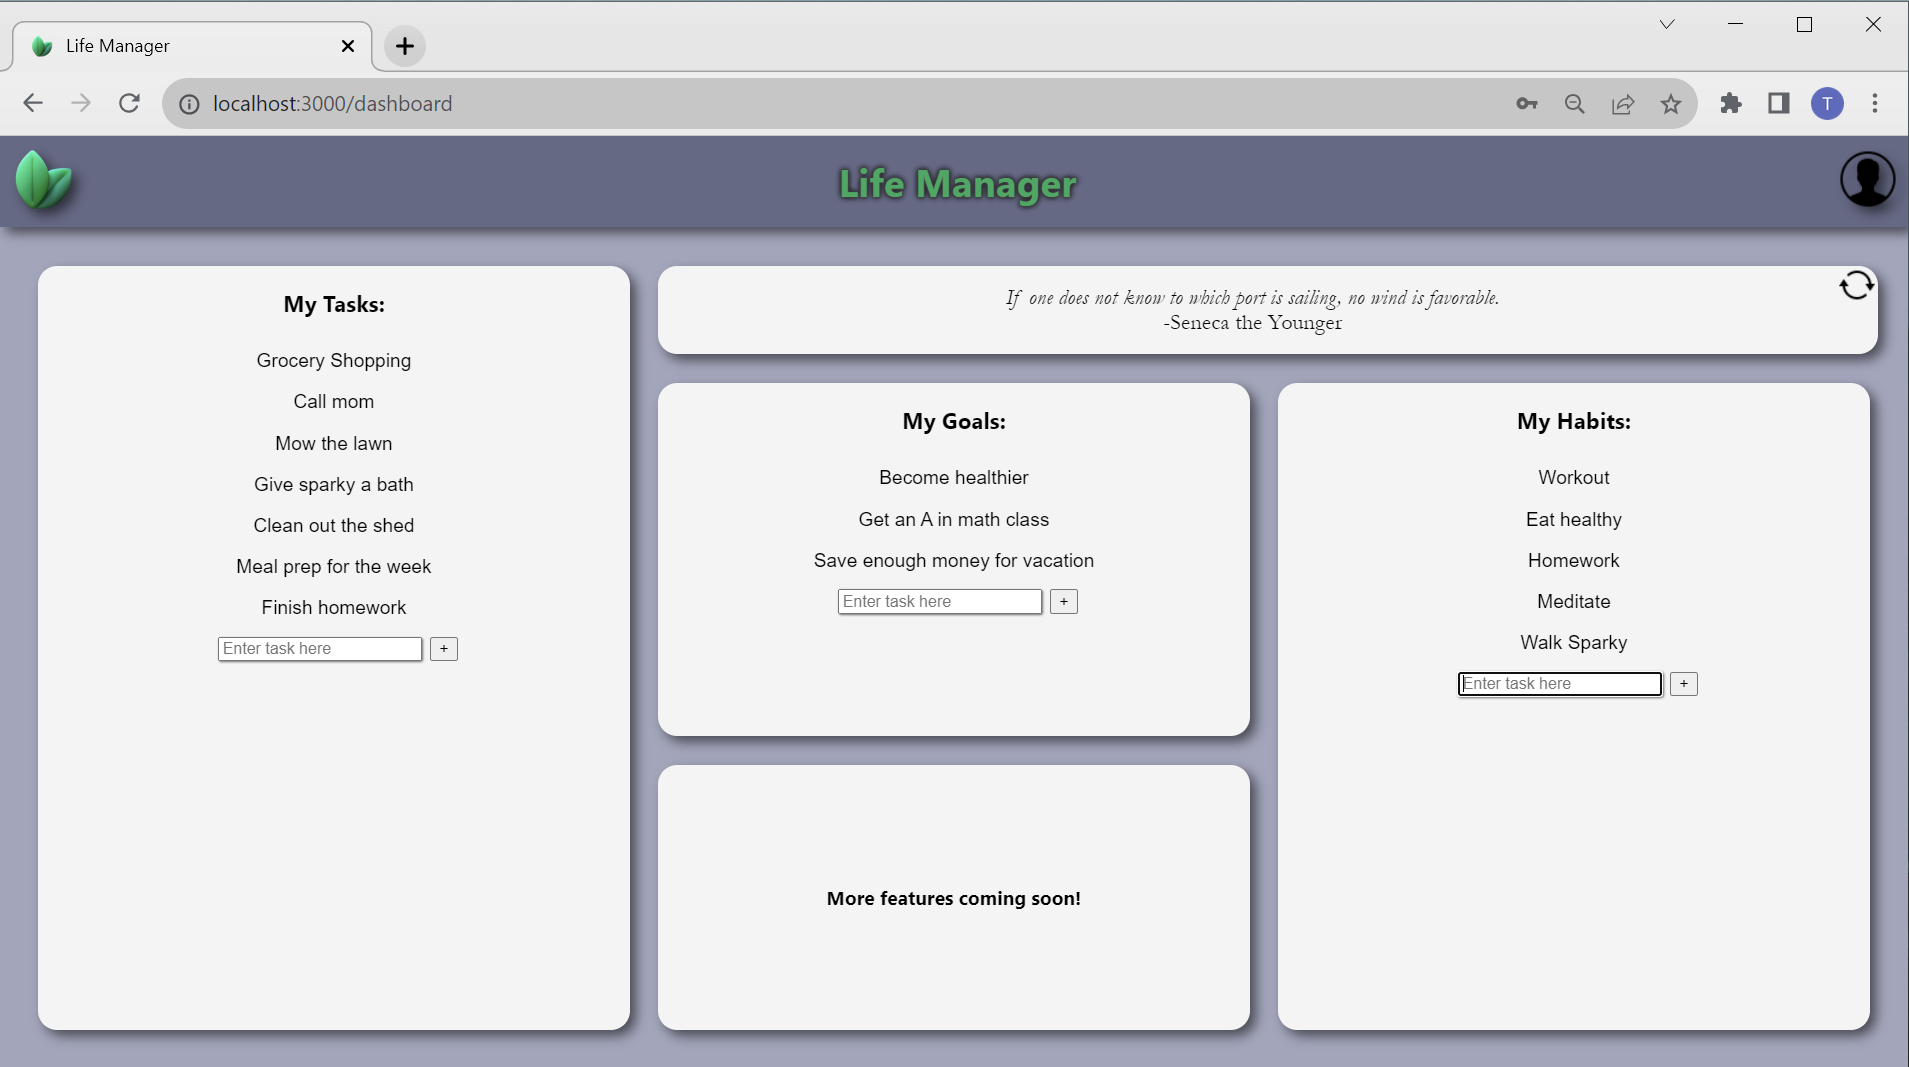 Life Manager
localhost:3000/dashboard
T
Life Manager
My Tasks:
Grocery Shopping
Call mom
Mow the lawn
Give sparky a bath
Clean out the shed
Meal prep for the week
Finish homework
Enter task here +
If one does not know to which port is sailing, no wind is favorable.
-Seneca the Younger
My Goals:
Become healthier
Get an A in math class
Save enough money for vacation
Enter task here +
More features coming soon!
My Habits:
Workout
Eat healthy
Homework
Meditate
Walk Sparky
Enter task here +